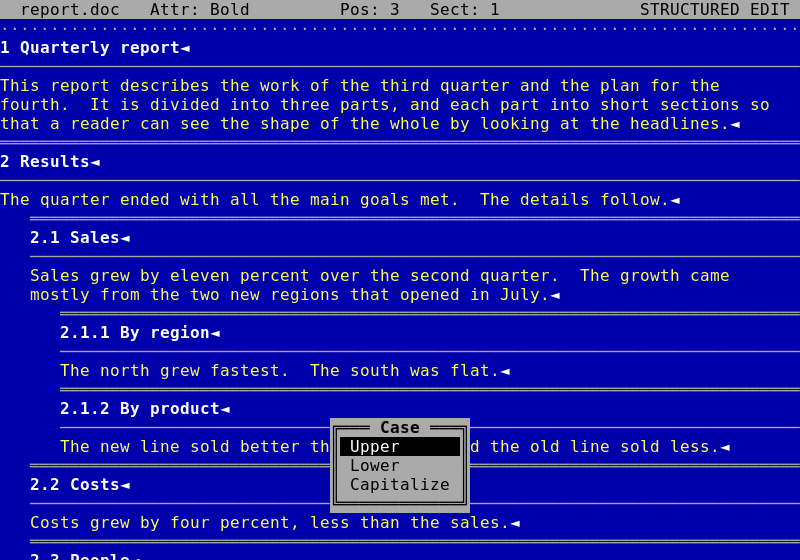 report.doc Attr: Bold Pos: 3 Sect: 1 STRUCTURED EDIT
1 Quarterly report◄
This report describes the work of the third quarter and the plan for the
fourth. It is divided into three parts, and each part into short sections so
that a reader can see the shape of the whole by looking at the headlines.◄
2 Results◄
The quarter ended with all the main goals met. The details follow.◄
2.1 Sales◄
Sales grew by eleven percent over the second quarter. The growth came
mostly from the two new regions that opened in July.◄
2.1.1 By region◄
The north grew fastest. The south was flat.◄
2.1.2 By product◄
Case
The new line sold better th Upper d the old line sold less.◄
Lower
2.2 Costs◄ Capitalize
Costs grew by four percent, less than the sales.◄
2.3 People◄